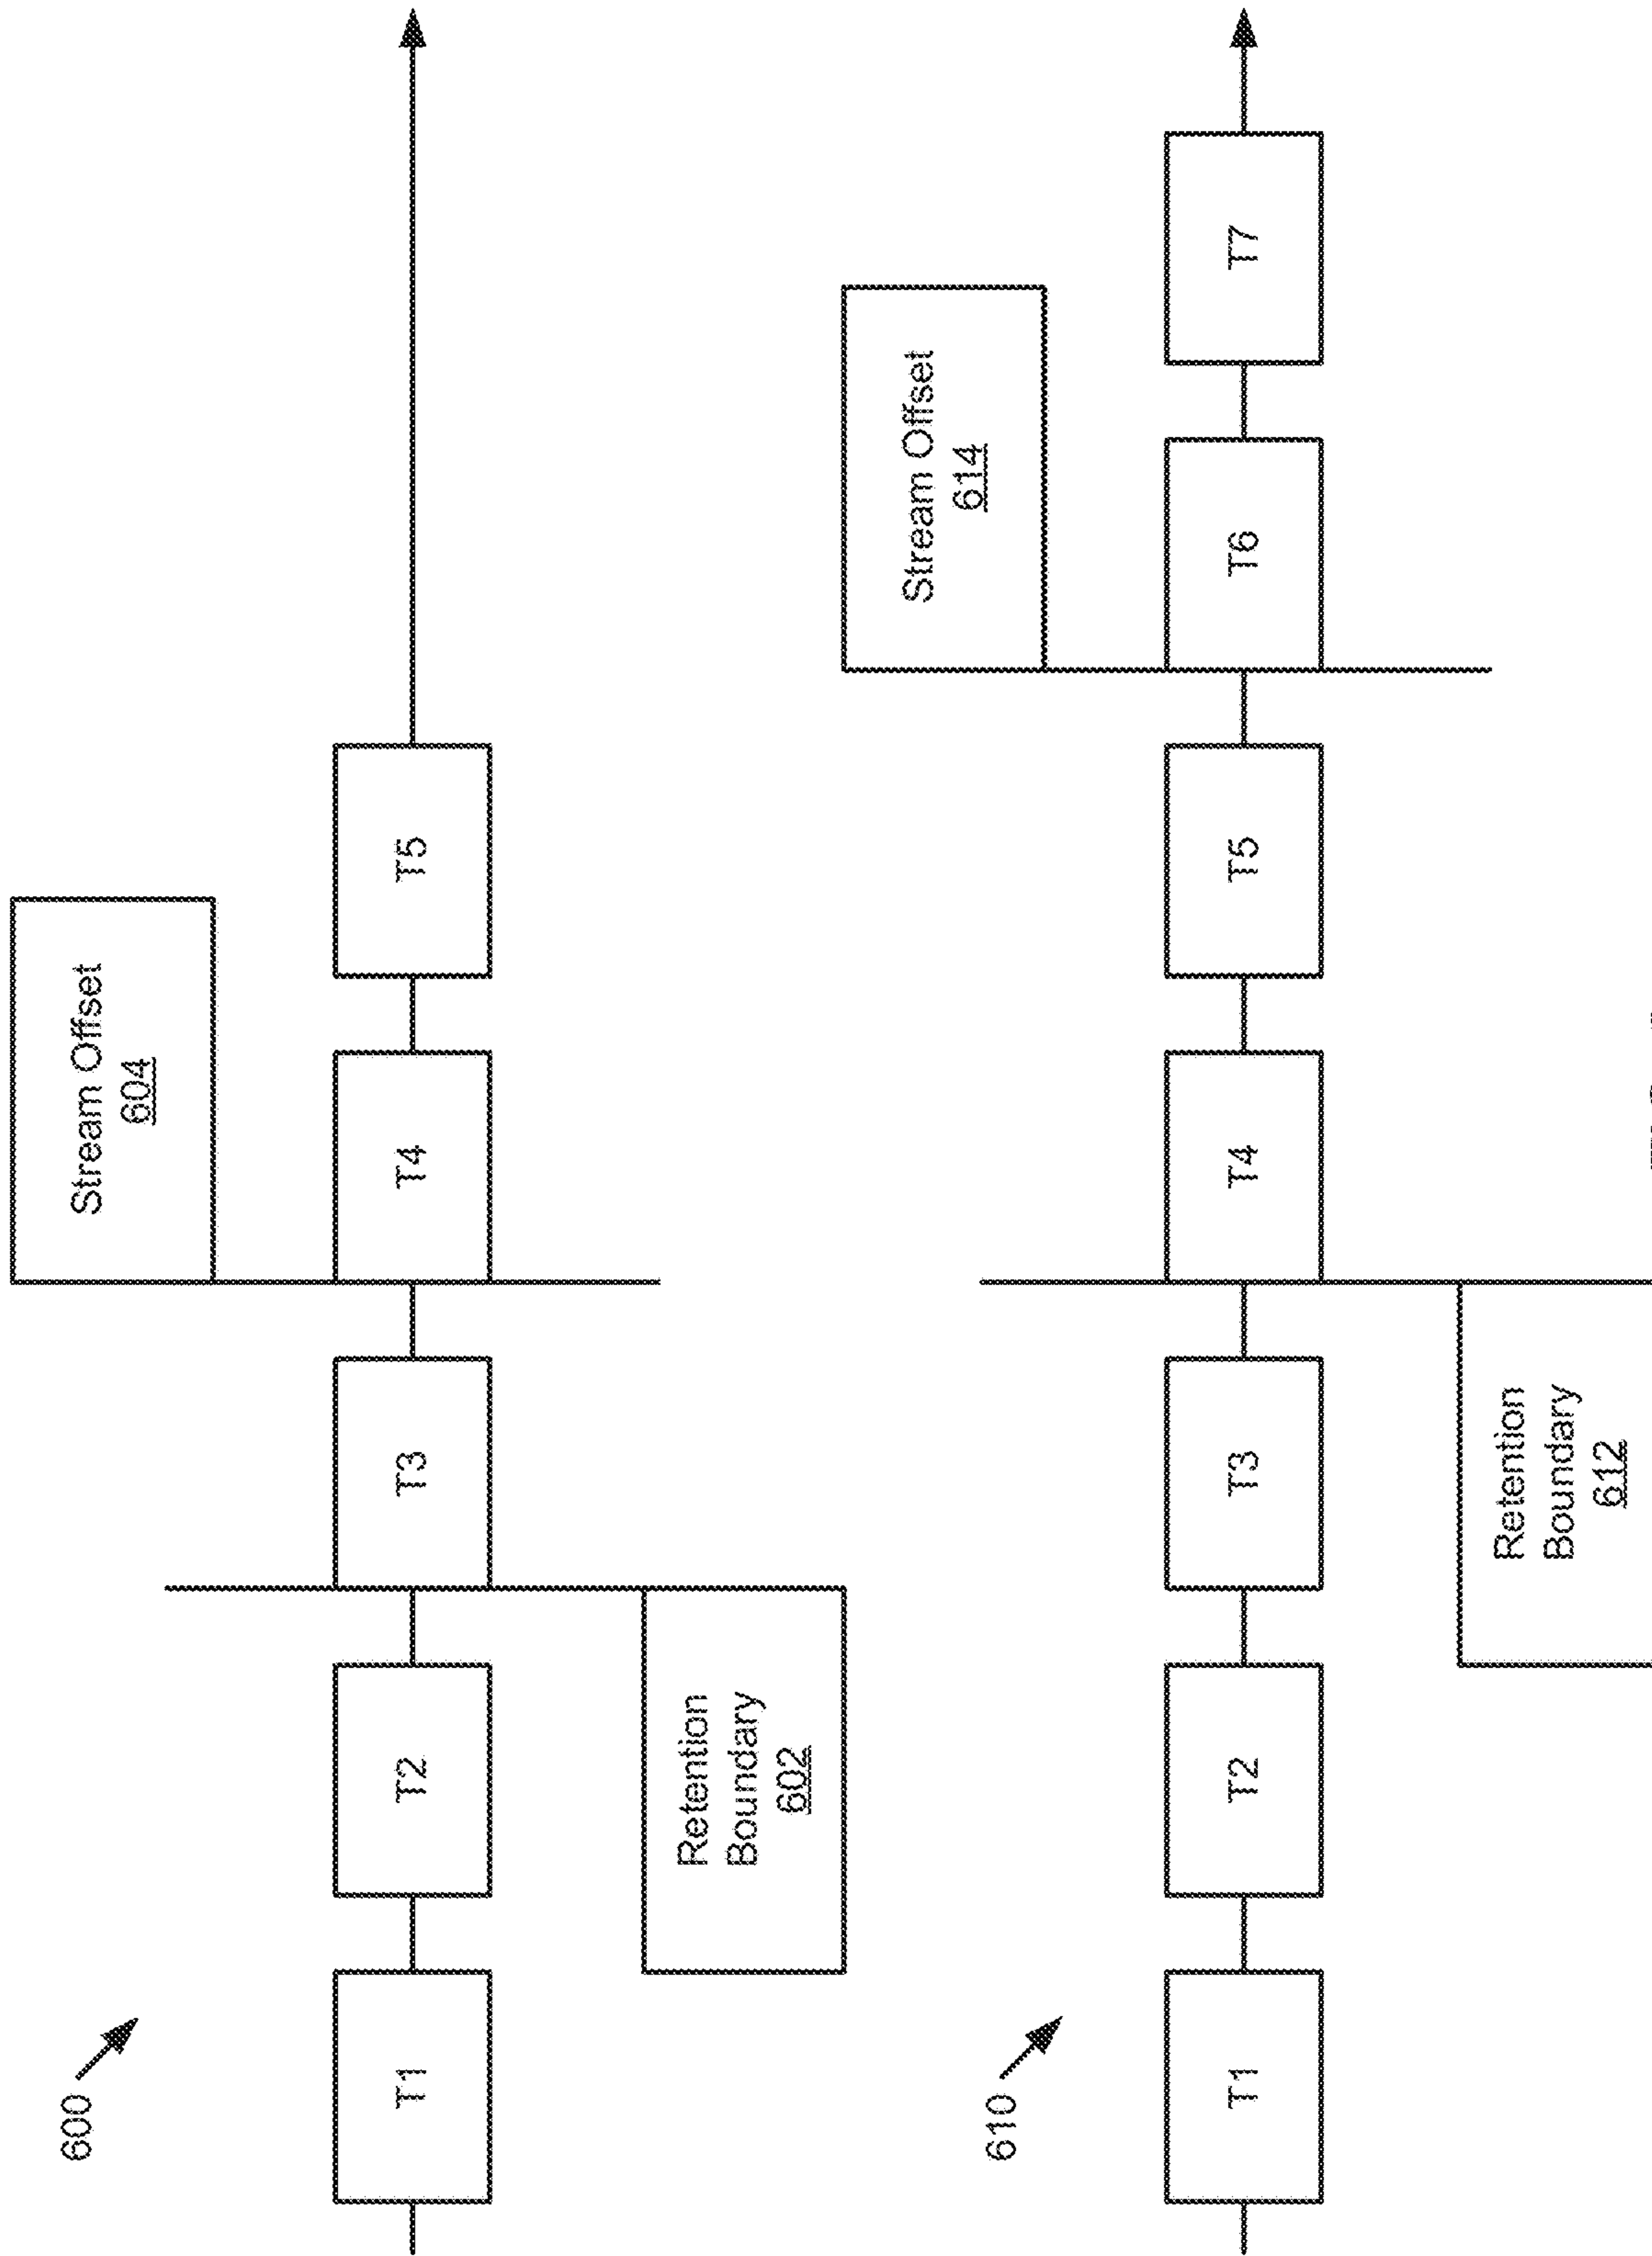 600
Stream Offset
604
T1
T2
T3
T4
T5
Retention
Boundary
602
610
Stream Offset
614
T1
T2
T3
T4
T5
T6
T7
Retention
Boundary
612